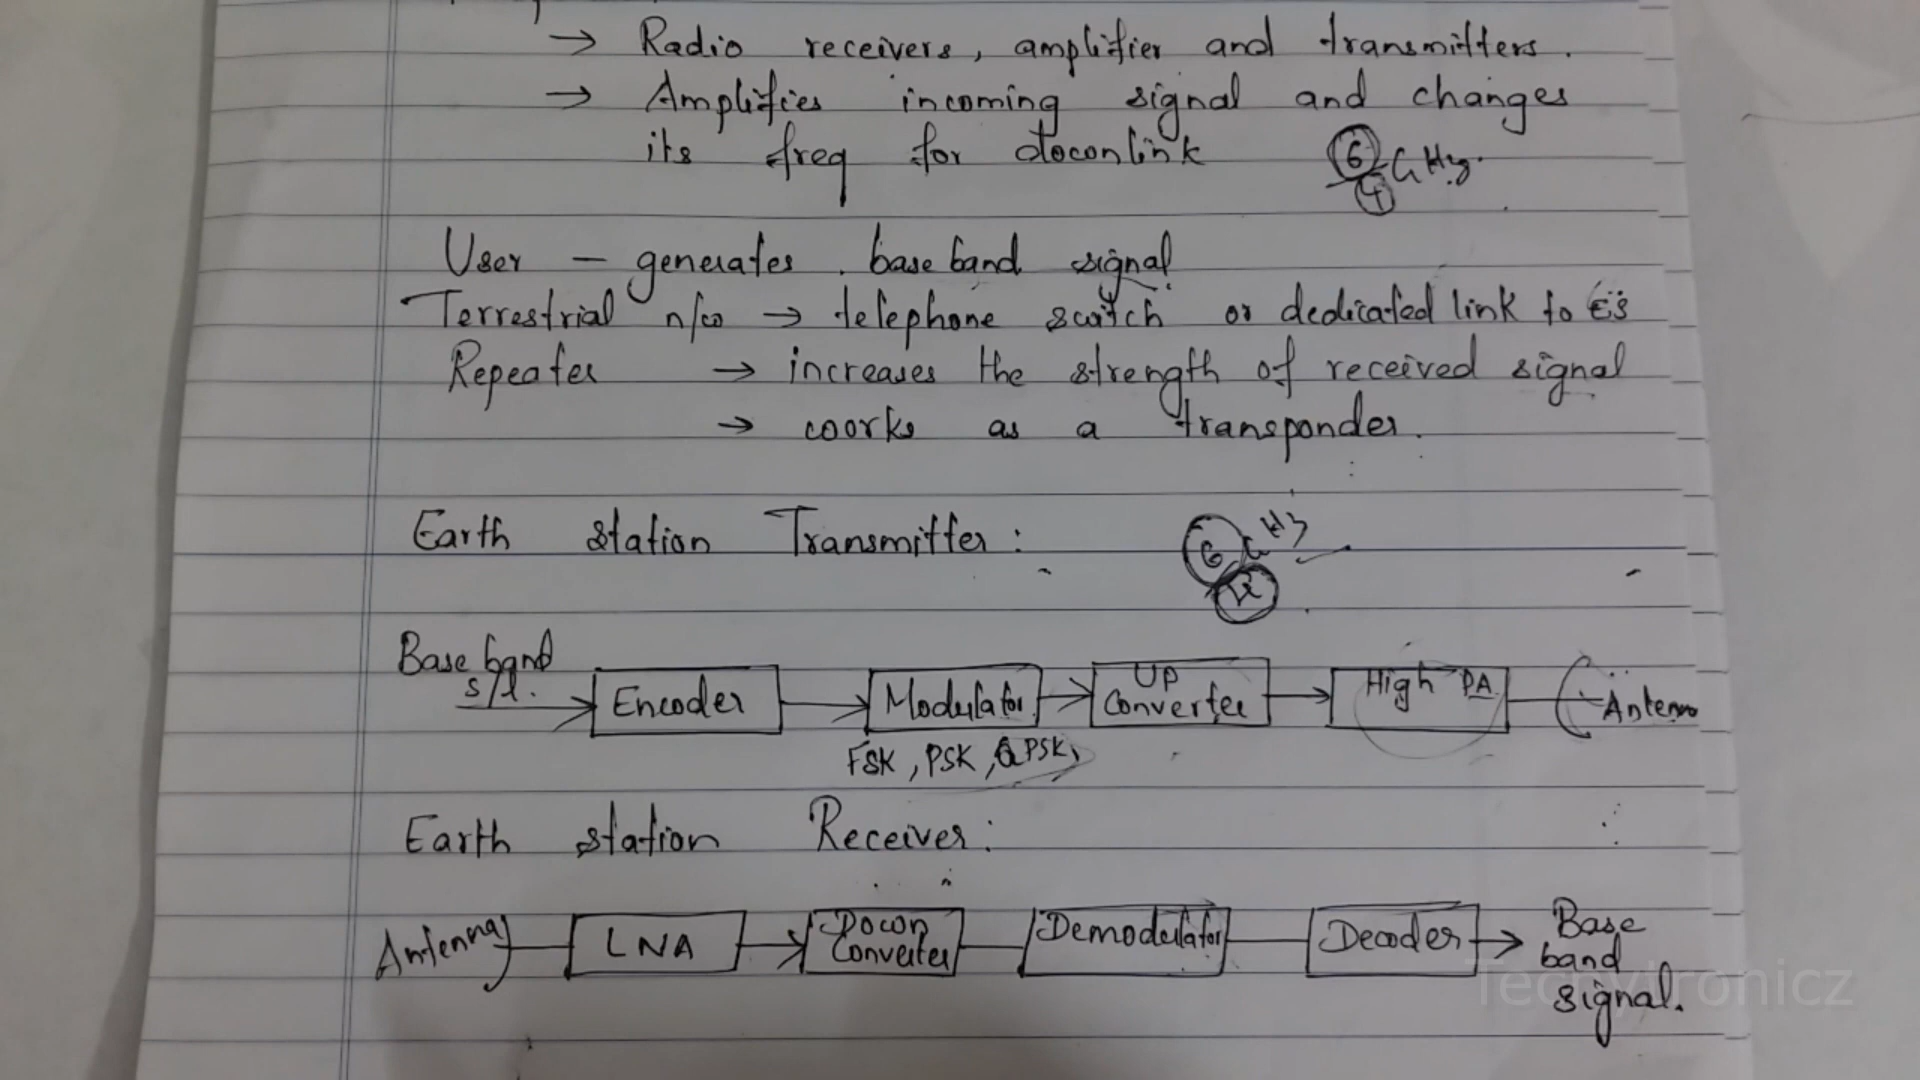 → Radio receivers, amplifier and transmitters.
→ Amplifies incoming signal and changes
its freq for downlink 6/4 GHz.
User - generates base band signal
Terrestrial n/w → telephone switch or dedicated link to ES
Repeater → increases the strength of received signal
→ works as a transponder.
Earth station Transmitter: 6 GHz
Base band
s/l. Encoder Modulator UP Converter High PA Antenna
FSK, PSK, QPSK,
Earth station Receiver:
Antenna LNA Down Converter Demodulator Decoder Base band signal.
Techytronicz